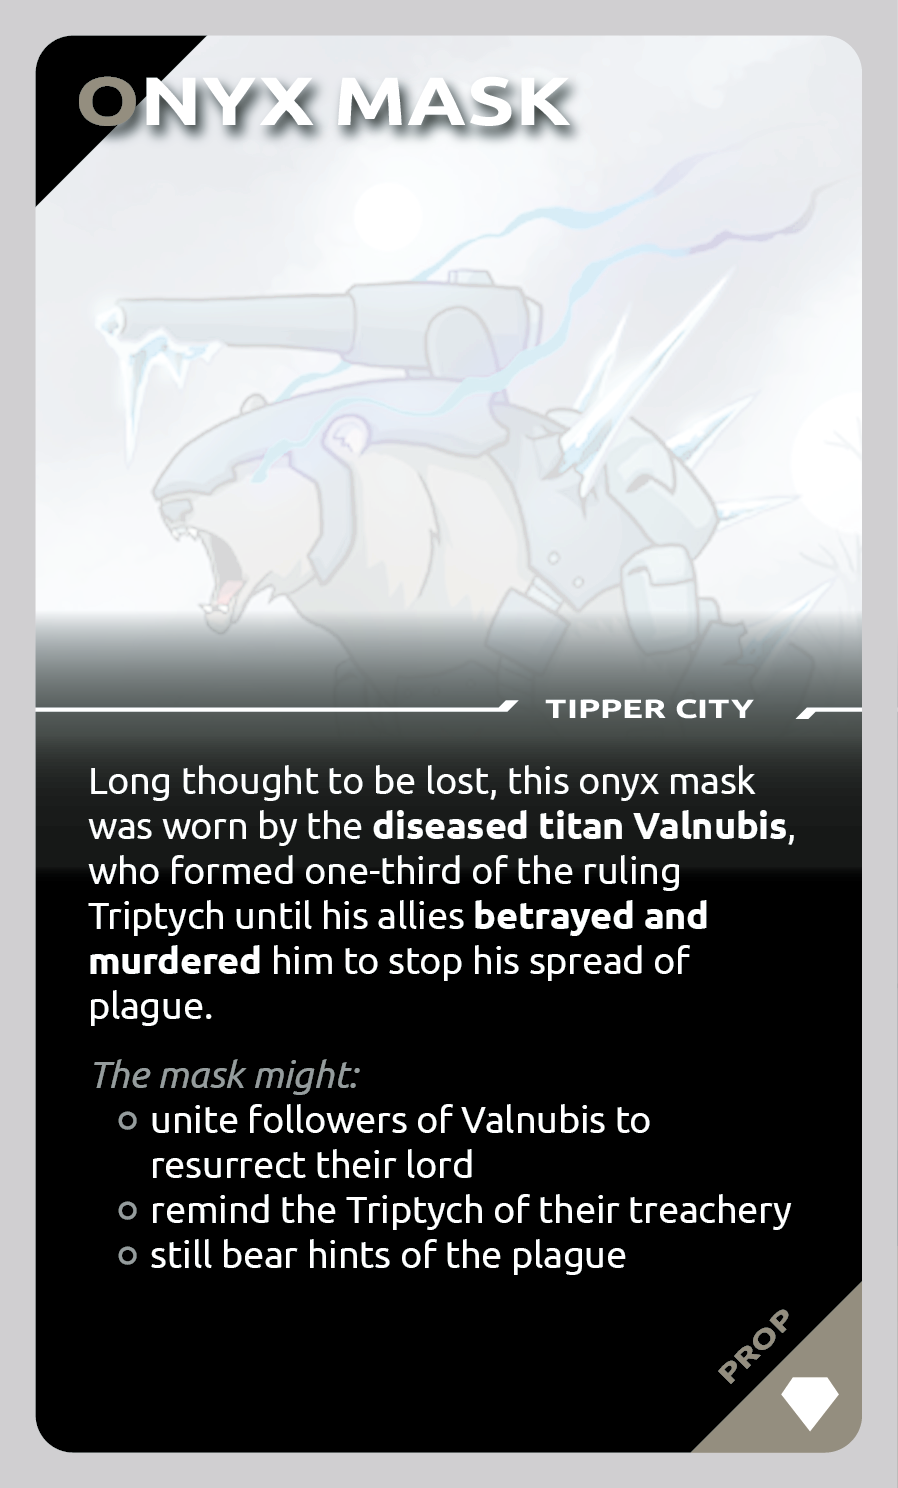 ONYX MASK
TIPPER CITY
Long thought to be lost, this onyx mask
was worn by the diseased titan Valnubis,
who formed one-third of the ruling
Triptych until his allies betrayed and
murdered him to stop his spread of
plague.
The mask might:
unite followers of Valnubis to
resurrect their lord
remind the Triptych of their treachery
still bear hints of the plague
PROP